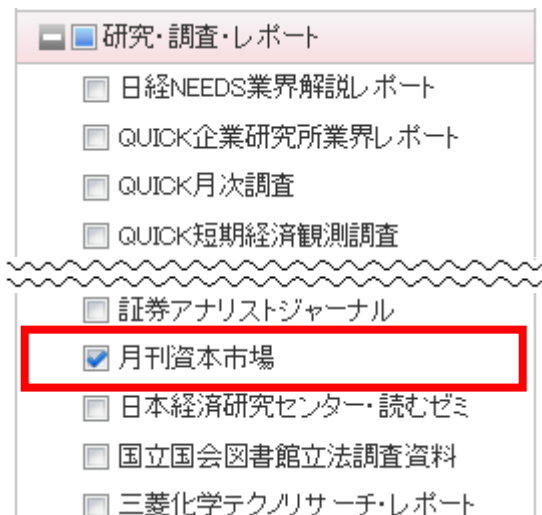 研究・調査・レポート
日経NEEDS業界解説レポート
QUICK企業研究所業界レポート
QUICK月次調査
QUICK短期経済観測調査
証券アナリストジャーナル
月刊資本市場
日本経済研究センター・読むゼミ
国立国会図書館立法調査資料
三菱化学テクノリサーチ・レポート